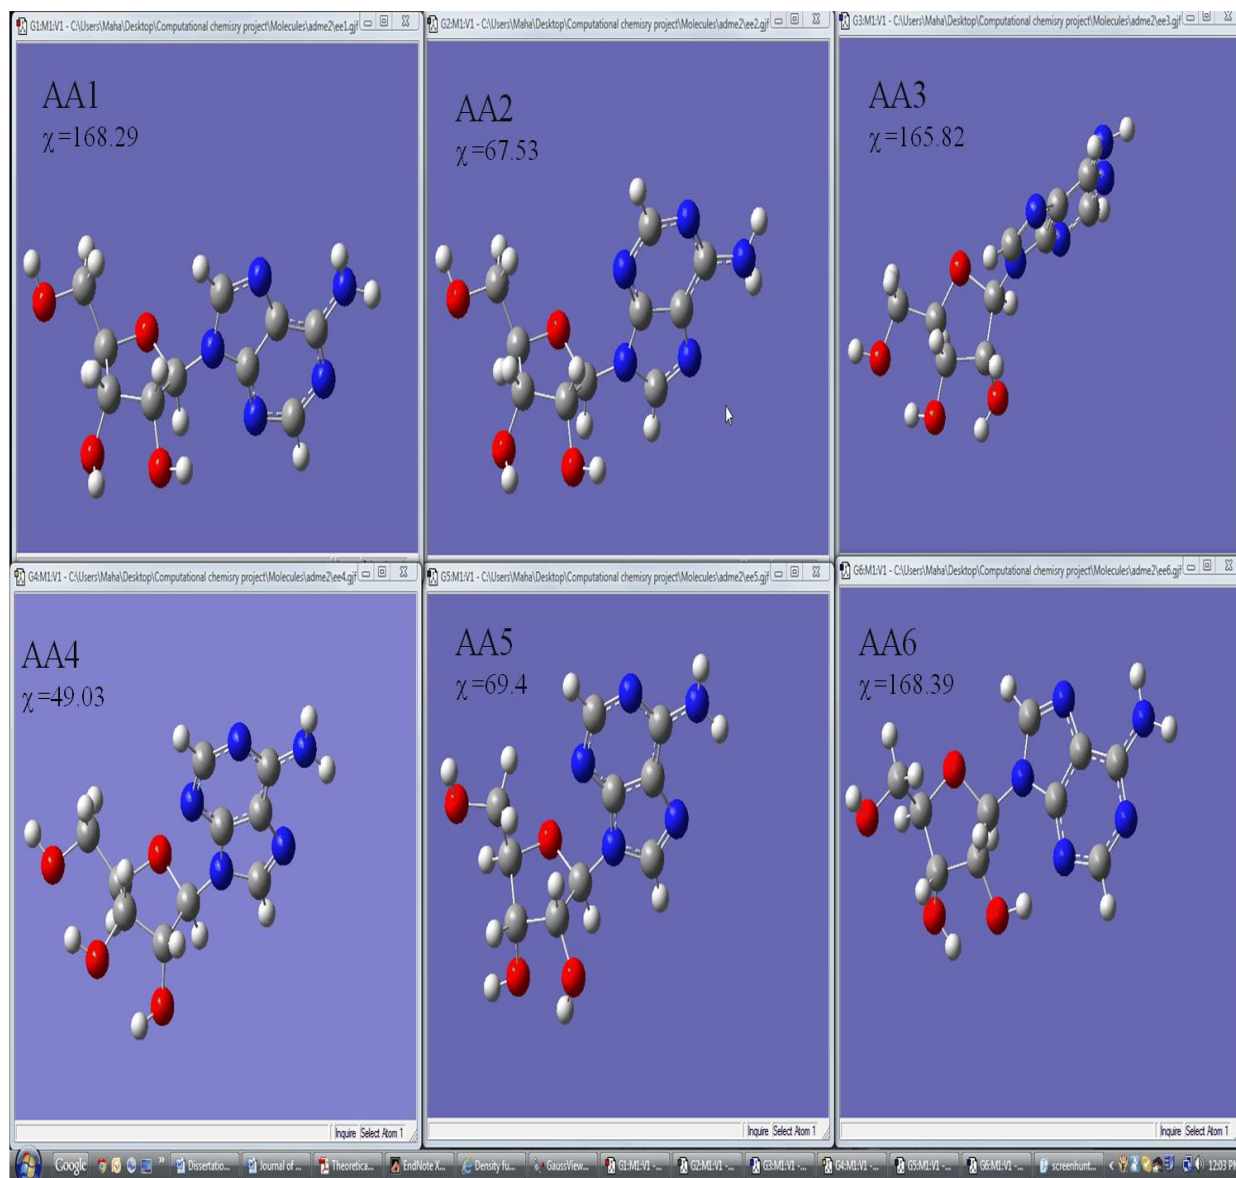 G1:M1:V1 - C:\Users\Maha\Desktop\Computational chemisry project\Molecules\adme2\ee1.gjf
AA1
χ=168.29
G2:M1:V1 - C:\Users\Maha\Desktop\Computational chemisry project\Molecules\adme2\ee2.gjf
AA2
χ=67.53
G3:M1:V1 - C:\Users\Maha\Desktop\Computational chemisry project\Molecules\adme2\ee3.gjf
AA3
χ=165.82
G4:M1:V1 - C:\Users\Maha\Desktop\Computational chemisry project\Molecules\adme2\ee4.gjf
AA4
χ=49.03
Inquire Select Atom 1
G5:M1:V1 - C:\Users\Maha\Desktop\Computational chemisry project\Molecules\adme2\ee5.gjf
AA5
χ=69.4
Inquire Select Atom 1
G6:M1:V1 - C:\Users\Maha\Desktop\Computational chemisry project\Molecules\adme2\ee6.gjf
AA6
χ=168.39
Inquire Select Atom 1
Google » Dissertatio... Journal of ... Theoretica... EndNote X... Density fu... GaussView... G1:M1:V1 -... G2:M1:V1 -... G3:M1:V1 -... G4:M1:V1 -... G5:M1:V1 -... G6:M1:V1 -... screenhunt... 12:03 PM